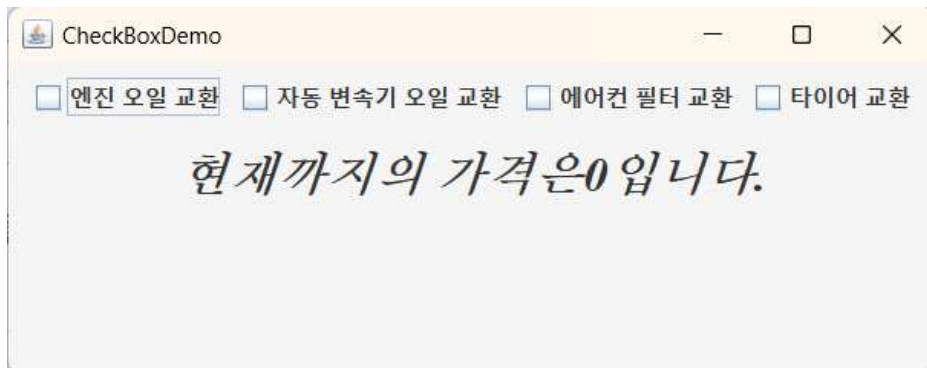 CheckBoxDemo
엔진 오일 교환 자동 변속기 오일 교환 에어컨 필터 교환 타이어 교환
현재까지의 가격은0 입니다.